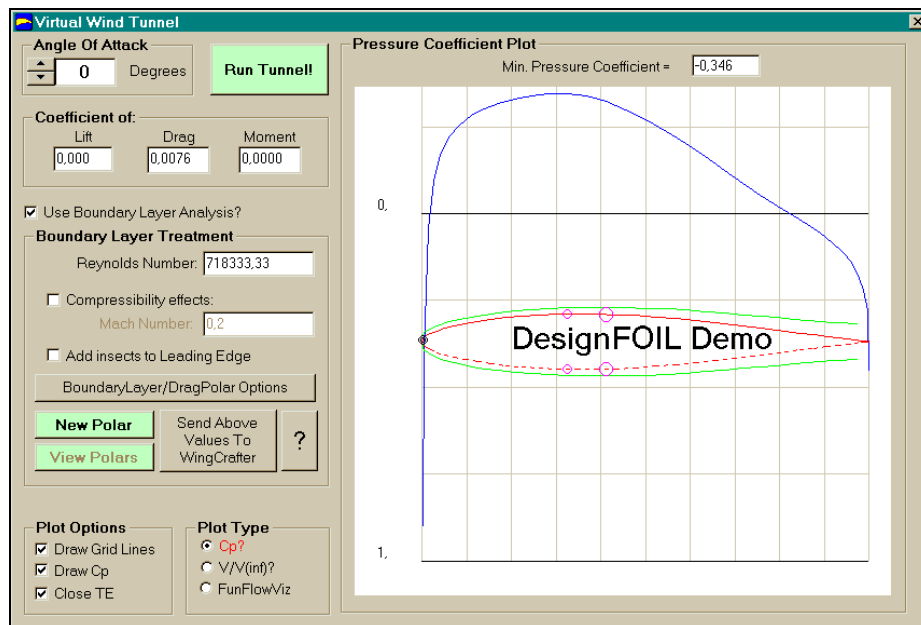 Virtual Wind Tunnel
Angle Of Attack
0 Degrees
Run Tunnel!
Coefficient of:
Lift Drag Moment
0,000 0,0076 0,0000
Use Boundary Layer Analysis?
Boundary Layer Treatment
Reynolds Number: 718333,33
Compressibility effects:
Mach Number: 0,2
Add insects to Leading Edge
BoundaryLayer/DragPolar Options
New Polar
View Polars
Send Above
Values To
WingCrafter
?
Plot Options
Draw Grid Lines
Draw Cp
Close TE
Plot Type
Cp?
V/V(inf)?
FunFlowViz
Pressure Coefficient Plot
Min. Pressure Coefficient = -0,346
0,
DesignFOIL Demo
1,